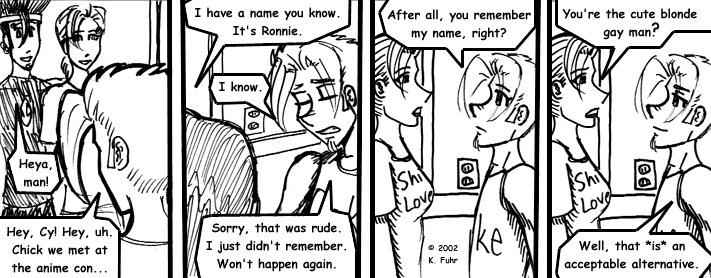 Heya,
man!
Hey, Cy! Hey, uh.
Chick we met at
the anime con...
I have a name you know.
It's Ronnie.
I know.
Sorry, that was rude.
I just didn't remember.
Won't happen again.
After all, you remember
my name, right?
Shi
Love
ke
© 2002
K. Fuhr
You're the cute blonde
gay man?
Shi
Love
Well, that *is* an
acceptable alternative.